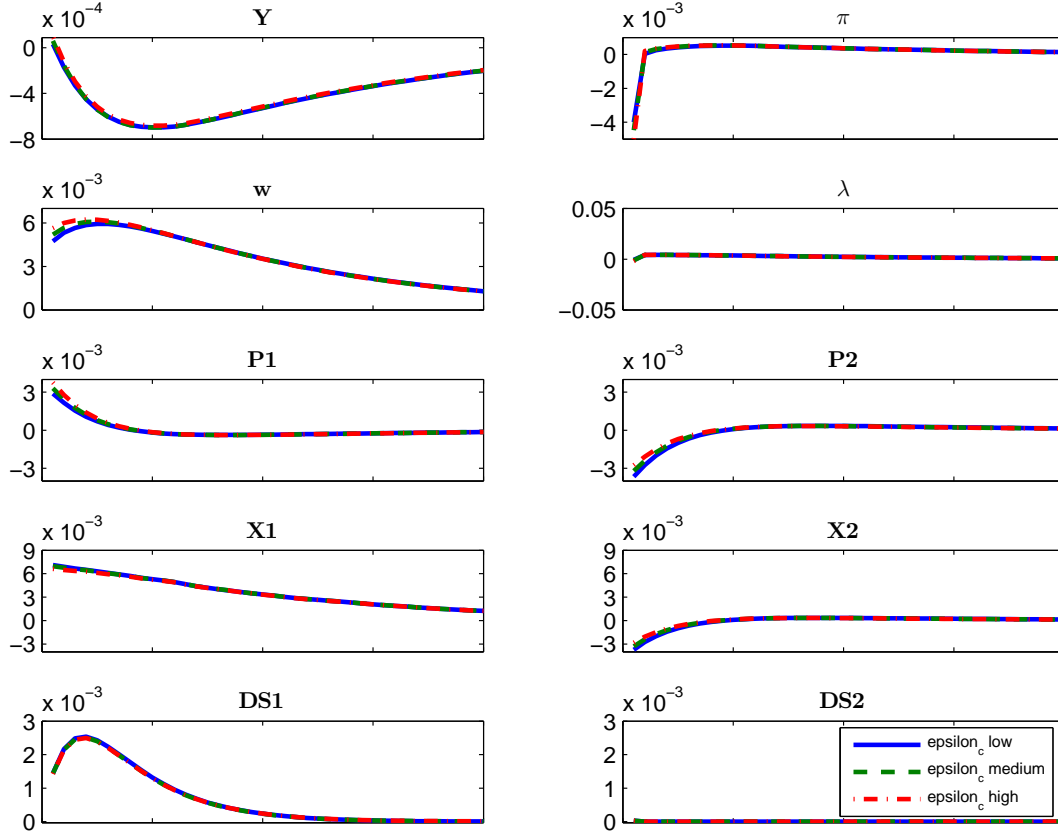 x 10⁻⁴
Y
0
−4
−8
x 10⁻³
π
0
−2
−4
x 10⁻³
w
6
3
0
λ
0.05
0
−0.05
x 10⁻³
P1
3
0
−3
x 10⁻³
P2
3
0
−3
x 10⁻³
X1
9
6
3
0
−3
x 10⁻³
X2
9
6
3
0
−3
x 10⁻³
DS1
3
2
1
0
x 10⁻³
DS2
3
2
1
0
epsilon_c low
epsilon_c medium
epsilon_c high